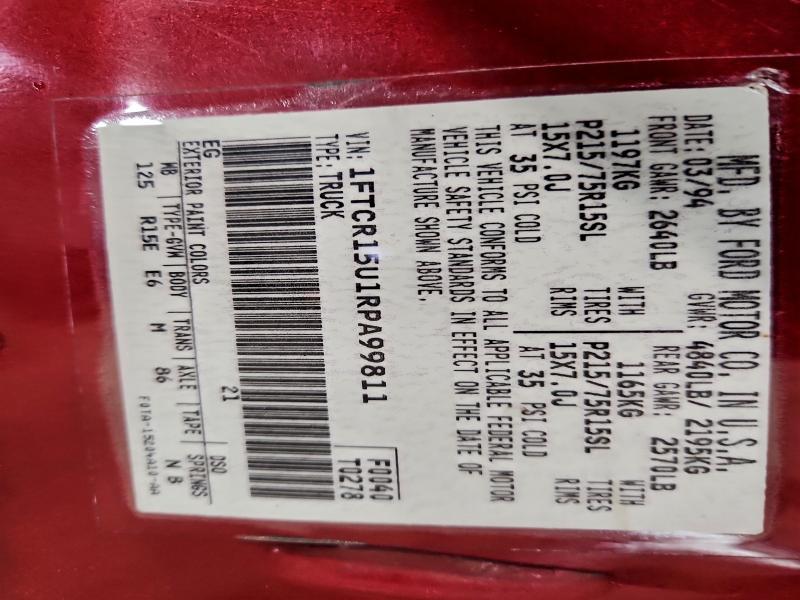 MFD. BY FORD MOTOR CO. IN U.S.A.
DATE: 03/94 GVWR: 4840LB/ 2195KG
FRONT GAWR: 2640LB REAR GAWR: 2570LB
1197KG WITH 1165KG WITH
P215/75R15SL TIRES P215/75R15SL TIRES
15X7.0J RIMS 15X7.0J RIMS
AT 35 PSI COLD AT 35 PSI COLD
THIS VEHICLE CONFORMS TO ALL APPLICABLE FEDERAL MOTOR
VEHICLE SAFETY STANDARDS IN EFFECT ON THE DATE OF
MANUFACTURE SHOWN ABOVE.
VIN: 1FTCR15U1RPA99811 F0040
TYPE: TRUCK T0278
21
EG
EXTERIOR PAINT COLORS DSO
WB TYPE-GVW BODY TRANS AXLE TAPE SPRINGS
125 R15E E6 M 86 N B